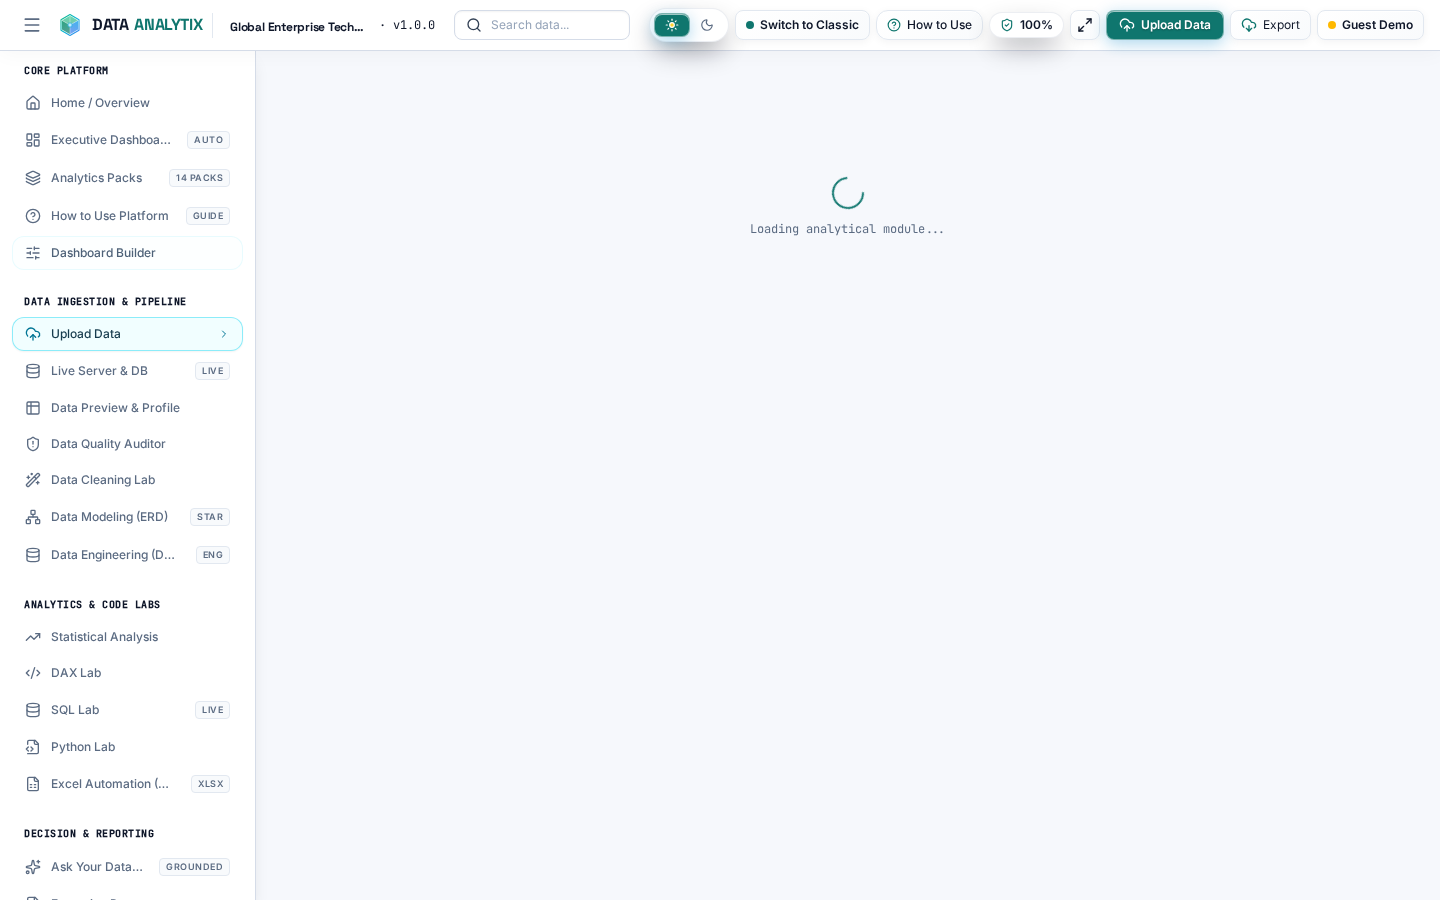 DATA ANALYTIX
Global Enterprise Tech...
· v1.0.0
Search data...
Switch to Classic
How to Use
100%
Upload Data
Export
Guest Demo
CORE PLATFORM
Home / Overview
Executive Dashboa... AUTO
Analytics Packs 14 PACKS
How to Use Platform GUIDE
Dashboard Builder
DATA INGESTION & PIPELINE
Upload Data
Live Server & DB LIVE
Data Preview & Profile
Data Quality Auditor
Data Cleaning Lab
Data Modeling (ERD) STAR
Data Engineering (D... ENG
ANALYTICS & CODE LABS
Statistical Analysis
DAX Lab
SQL Lab LIVE
Python Lab
Excel Automation (... XLSX
DECISION & REPORTING
Ask Your Data... GROUNDED
Loading analytical module...